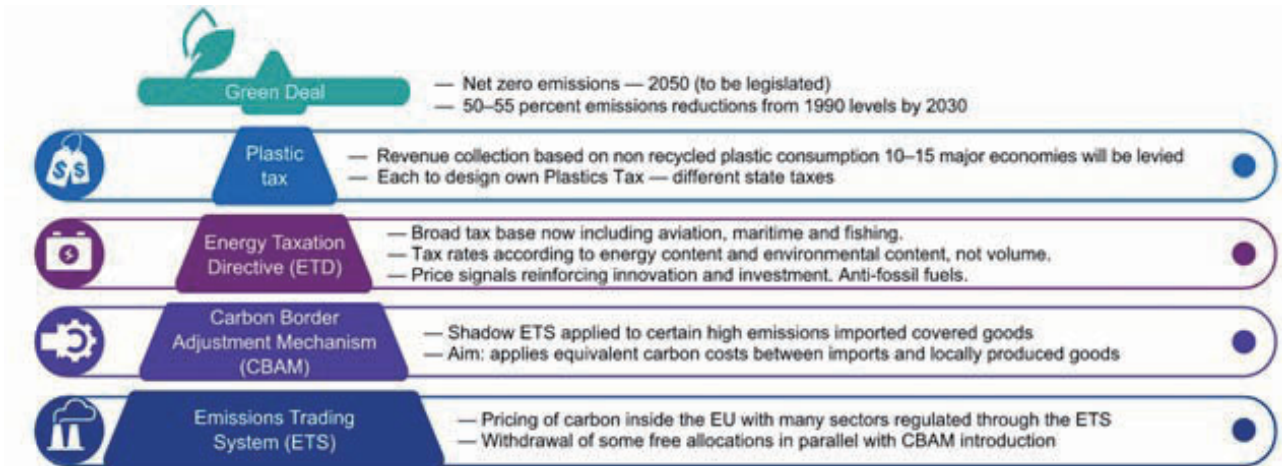 Green Deal
— Net zero emissions — 2050 (to be legislated)
— 50–55 percent emissions reductions from 1990 levels by 2030
$ $
Plastic
tax
— Revenue collection based on non recycled plastic consumption 10–15 major economies will be levied
— Each to design own Plastics Tax — different state taxes
Energy Taxation
Directive (ETD)
— Broad tax base now including aviation, maritime and fishing.
— Tax rates according to energy content and environmental content, not volume.
— Price signals reinforcing innovation and investment. Anti-fossil fuels.
Carbon Border
Adjustment Mechanism
(CBAM)
— Shadow ETS applied to certain high emissions imported covered goods
— Aim: applies equivalent carbon costs between imports and locally produced goods
Emissions Trading
System (ETS)
— Pricing of carbon inside the EU with many sectors regulated through the ETS
— Withdrawal of some free allocations in parallel with CBAM introduction